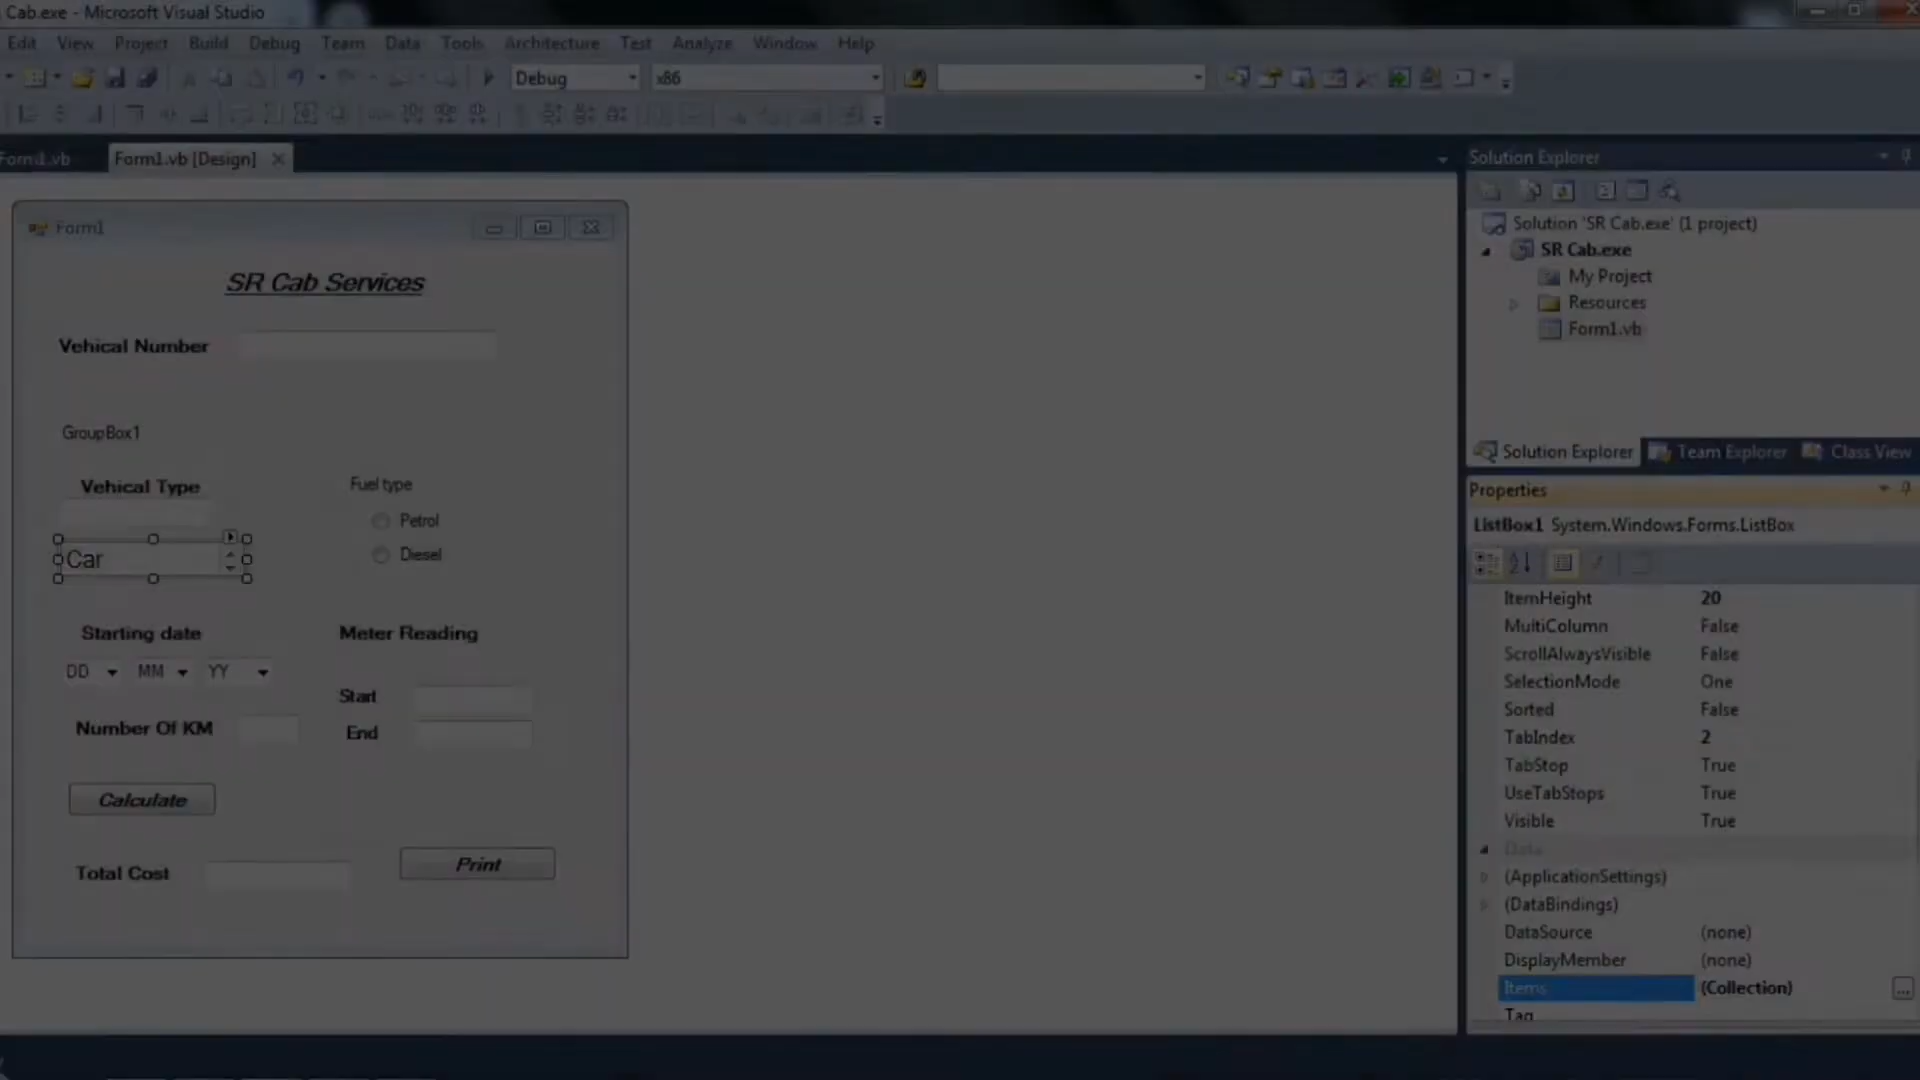 Cab.exe - Microsoft Visual Studio
Edit View Project Build Debug Team Data Tools Architecture Test Analyze Window Help
Debug x86
Form1.vb Form1.vb [Design]
Solution Explorer
Solution 'SR Cab.exe' (1 project)
SR Cab.exe
My Project
Resources
Form1.vb
Solution Explorer Team Explorer Class View
Form1
SR Cab Services
Vehical Number
GroupBox1
Vehical Type
Fuel type
Petrol
Car
Diesel
Starting date
Meter Reading
DD MM YY
Start
Number Of KM
End
Calculate
Total Cost
Print
Properties
ListBox1 System.Windows.Forms.ListBox
ItemHeight 20
MultiColumn False
ScrollAlwaysVisible False
SelectionMode One
Sorted False
TabIndex 2
TabStop True
UseTabStops True
Visible True
Data
(ApplicationSettings)
(DataBindings)
DataSource (none)
DisplayMember (none)
Items (Collection) ...
Tag